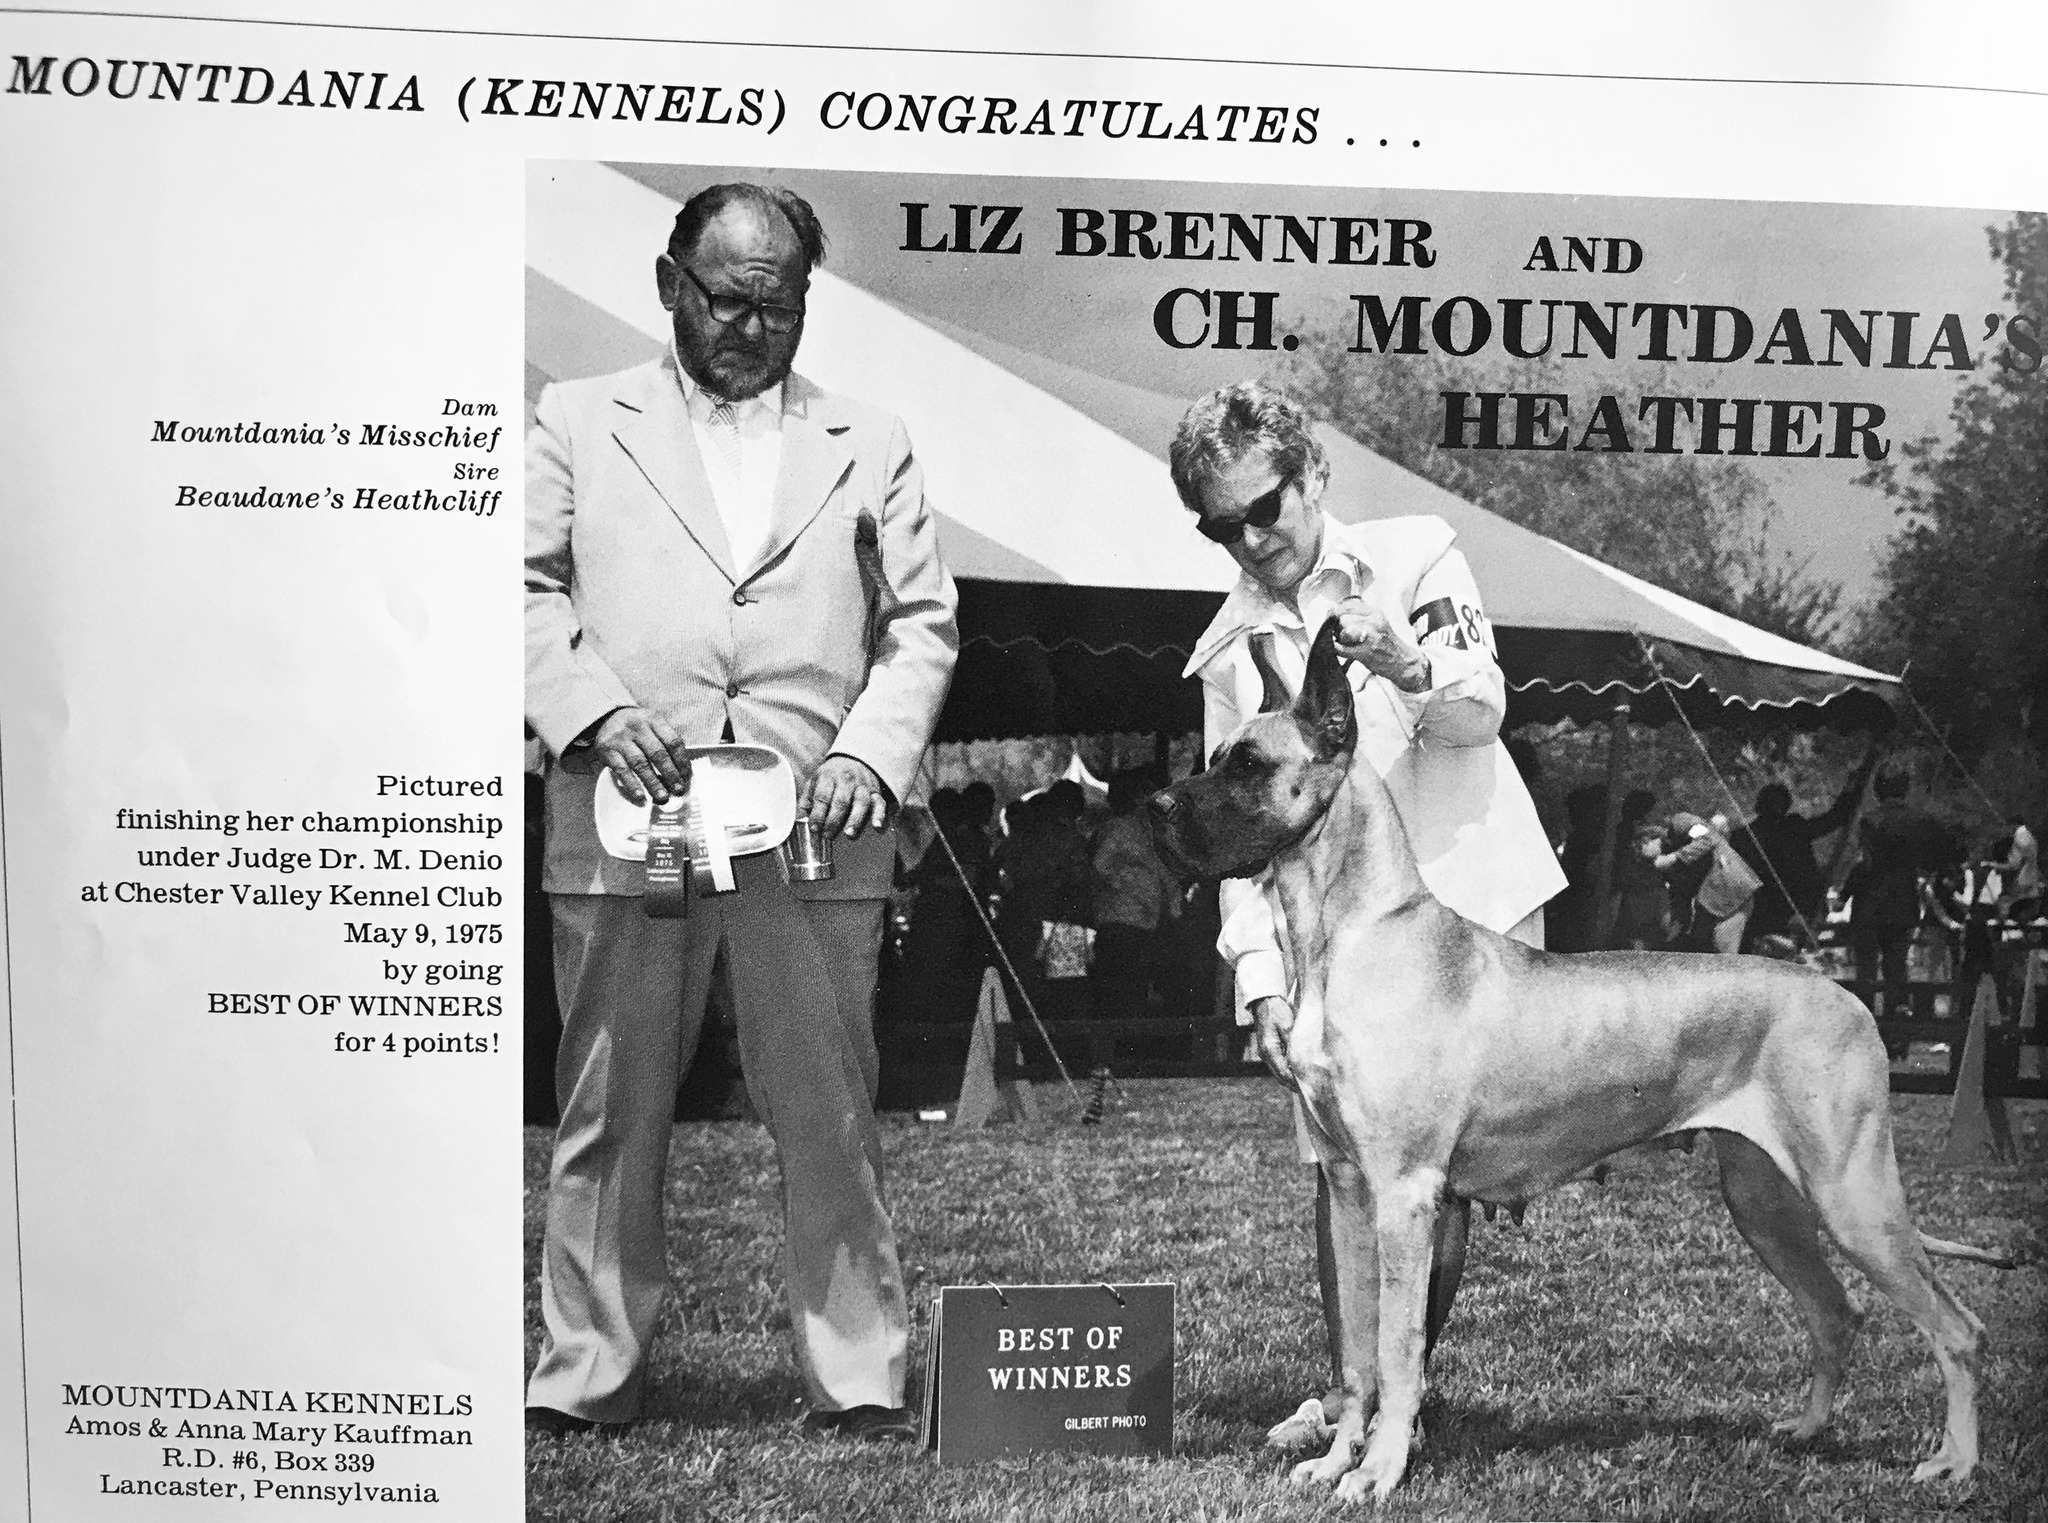 MOUNTDANIA (KENNELS) CONGRATULATES . . .
LIZ BRENNER AND
CH. MOUNTDANIA'S
HEATHER
Dam
Mountdania's Misschief
Sire
Beaudane's Heathcliff
Pictured
finishing her championship
under Judge Dr. M. Denio
at Chester Valley Kennel Club
May 9, 1975
by going
BEST OF WINNERS
for 4 points!
MOUNTDANIA KENNELS
Amos & Anna Mary Kauffman
R.D. #6, Box 339
Lancaster, Pennsylvania
BEST OF
WINNERS
GILBERT PHOTO